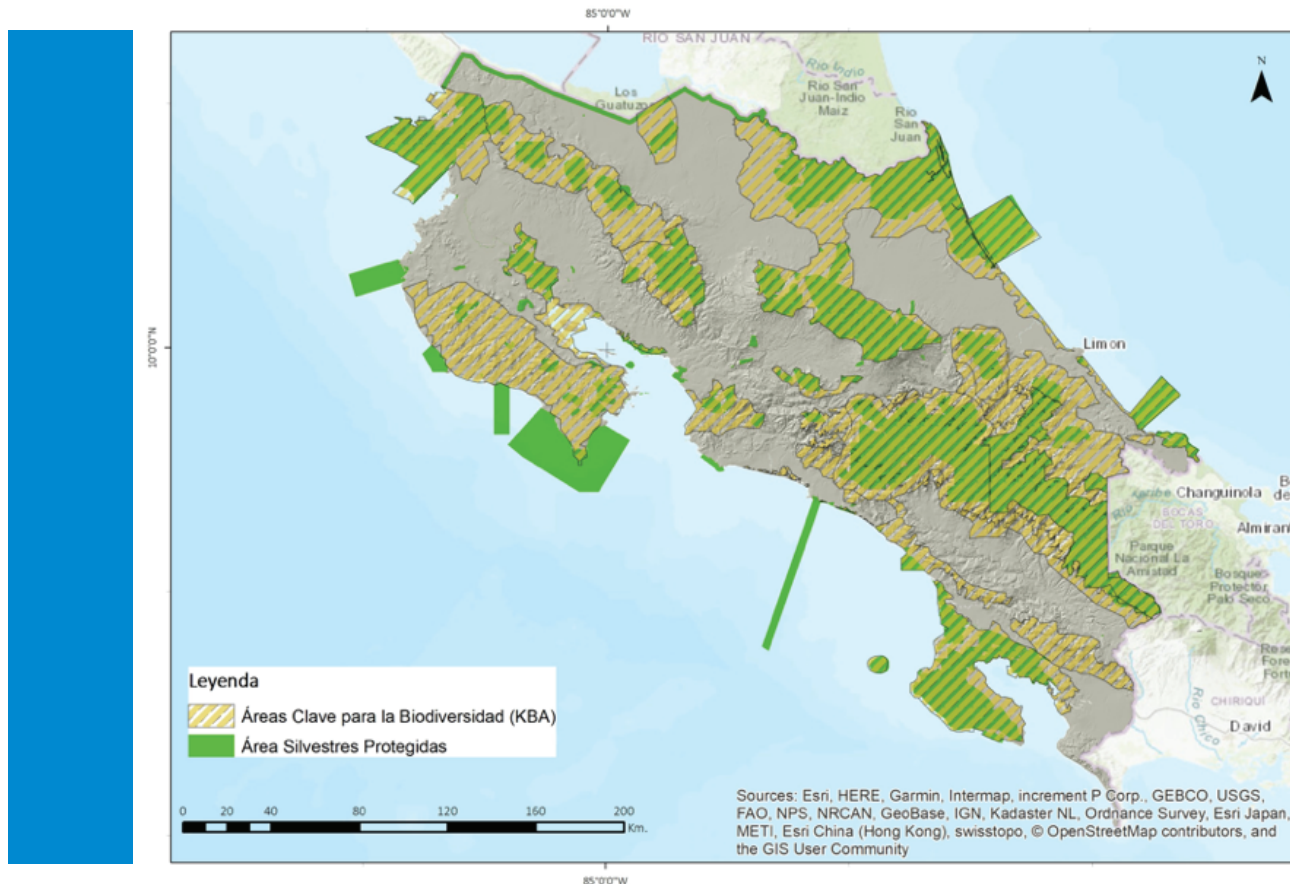 85°0'0"W
RIO SAN JUAN
N
Los
Guatuzo
Rio Indio
Rio San
Juan-Indio
Maiz
Rio
San
Juan
10°0'0"N
Limon
Changuinola
BOCAS
DEL TORO
Almirant
Parque
Nacional La
Amistad
Bosque
Protector
Palo Seco
CHIRIQUÍ
Rio Chico
David
Leyenda
Áreas Clave para la Biodiversidad (KBA)
Área Silvestres Protegidas
0 20 40 80 120 160 200
Km.
Sources: Esri, HERE, Garmin, Intermap, increment P Corp., GEBCO, USGS,
FAO, NPS, NRCAN, GeoBase, IGN, Kadaster NL, Ordnance Survey, Esri Japan,
METI, Esri China (Hong Kong), swisstopo, © OpenStreetMap contributors, and
the GIS User Community
85°0'0"W